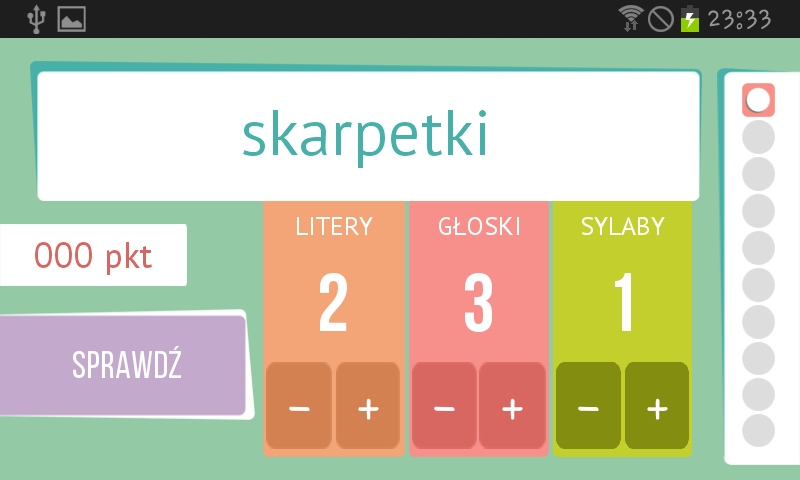 23:33
skarpetki
000 pkt
SPRAWDŹ
LITERY
2
- +
GŁOSKI
3
- +
SYLABY
1
- +